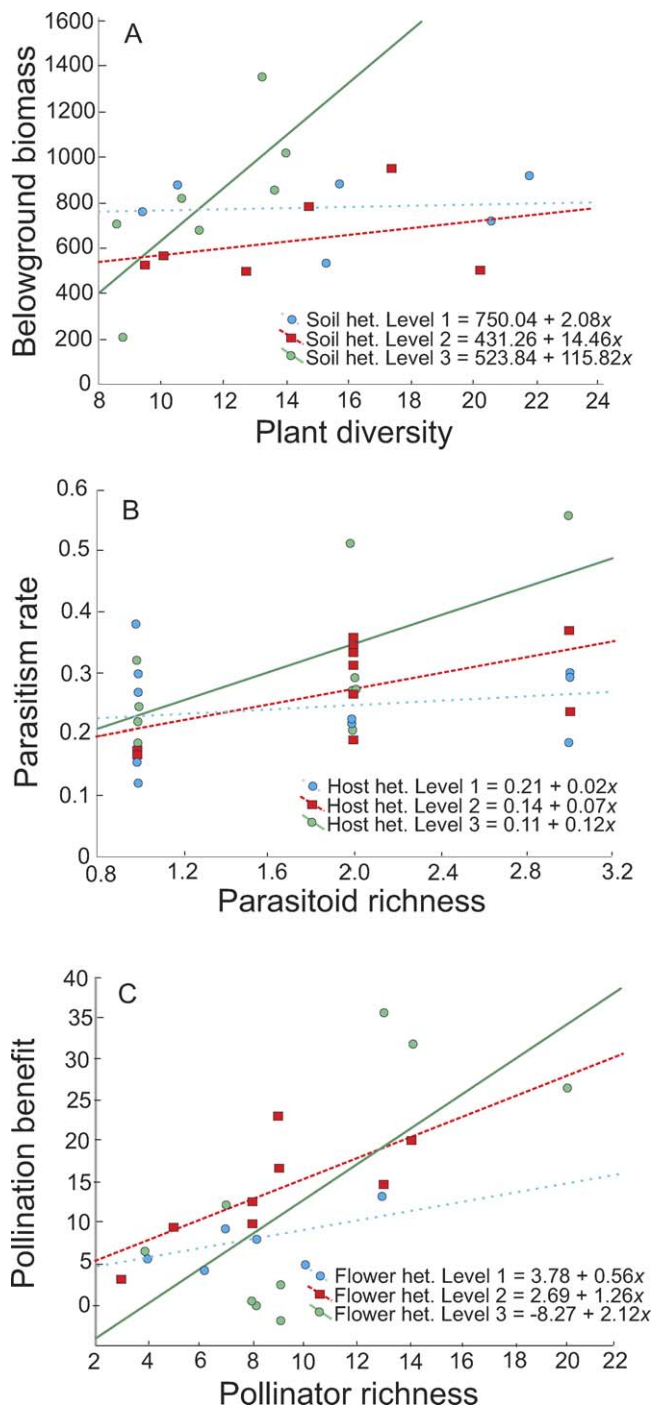 A
1600
1400
1200
1000
800
600
400
200
0
Belowground biomass
Soil het. Level 1 = 750.04 + 2.08x
Soil het. Level 2 = 431.26 + 14.46x
Soil het. Level 3 = 523.84 + 115.82x
8 10 12 14 16 18 20 22 24
Plant diversity
B
0.6
0.5
0.4
0.3
0.2
0.1
0
Parasitism rate
Host het. Level 1 = 0.21 + 0.02x
Host het. Level 2 = 0.14 + 0.07x
Host het. Level 3 = 0.11 + 0.12x
0.8 1.2 1.6 2.0 2.4 2.8 3.2
Parasitoid richness
C
40
35
30
25
20
15
10
5
0
Pollination benefit
Flower het. Level 1 = 3.78 + 0.56x
Flower het. Level 2 = 2.69 + 1.26x
Flower het. Level 3 = -8.27 + 2.12x
2 4 6 8 10 12 14 16 18 20 22
Pollinator richness